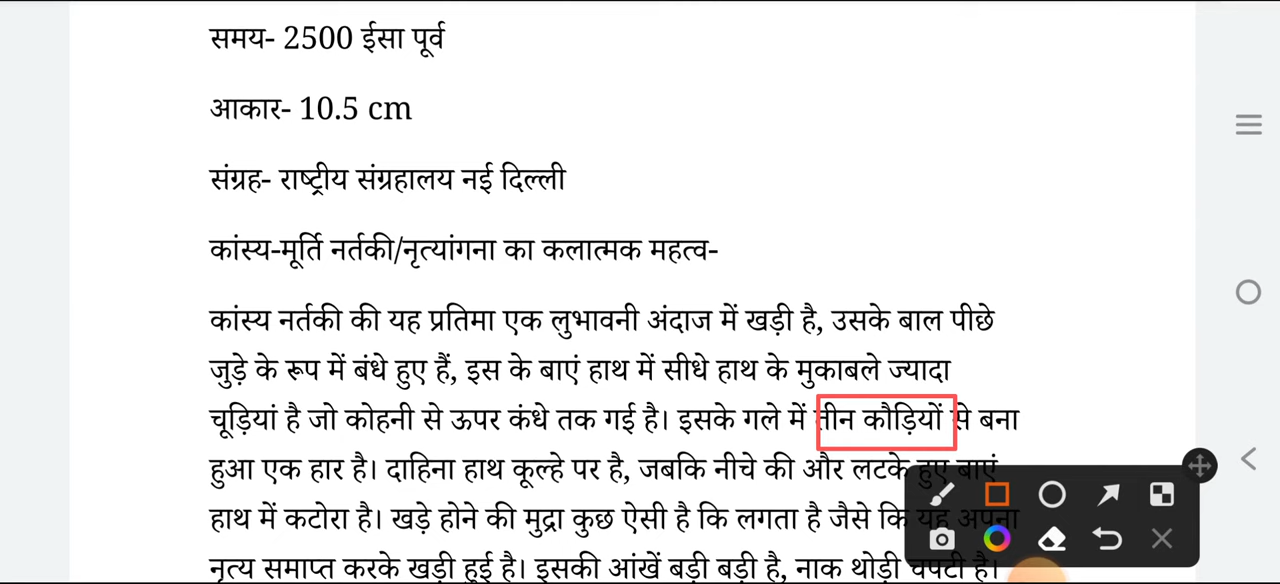 समय- 2500 ईसा पूर्व
आकार- 10.5 cm
संग्रह- राष्ट्रीय संग्रहालय नई दिल्ली
कांस्य-मूर्ति नर्तकी/नृत्यांगना का कलात्मक महत्व-
कांस्य नर्तकी की यह प्रतिमा एक लुभावनी अंदाज में खड़ी है, उसके बाल पीछे
जुड़े के रूप में बंधे हुए हैं, इस के बाएं हाथ में सीधे हाथ के मुकाबले ज्यादा
चूड़ियां है जो कोहनी से ऊपर कंधे तक गई है। इसके गले में तीन कौड़ियों से बना
हुआ एक हार है। दाहिना हाथ कूल्हे पर है, जबकि नीचे की और लटके हुए बाएं
हाथ में कटोरा है। खड़े होने की मुद्रा कुछ ऐसी है कि लगता है जैसे कि यह अपना
नृत्य समाप्त करके खड़ी हुई है। इसकी आंखें बड़ी बड़ी है, नाक थोड़ी चपटी है।